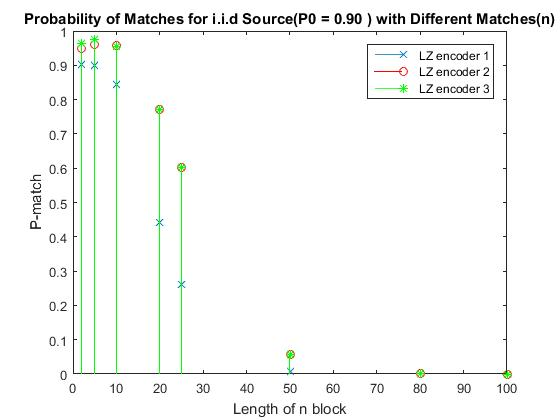 Probability of Matches for i.i.d Source(P0 = 0.90 ) with Different Matches(n)
LZ encoder 1
LZ encoder 2
LZ encoder 3
P-match
1
0.9
0.8
0.7
0.6
0.5
0.4
0.3
0.2
0.1
0
0 10 20 30 40 50 60 70 80 90 100
Length of n block